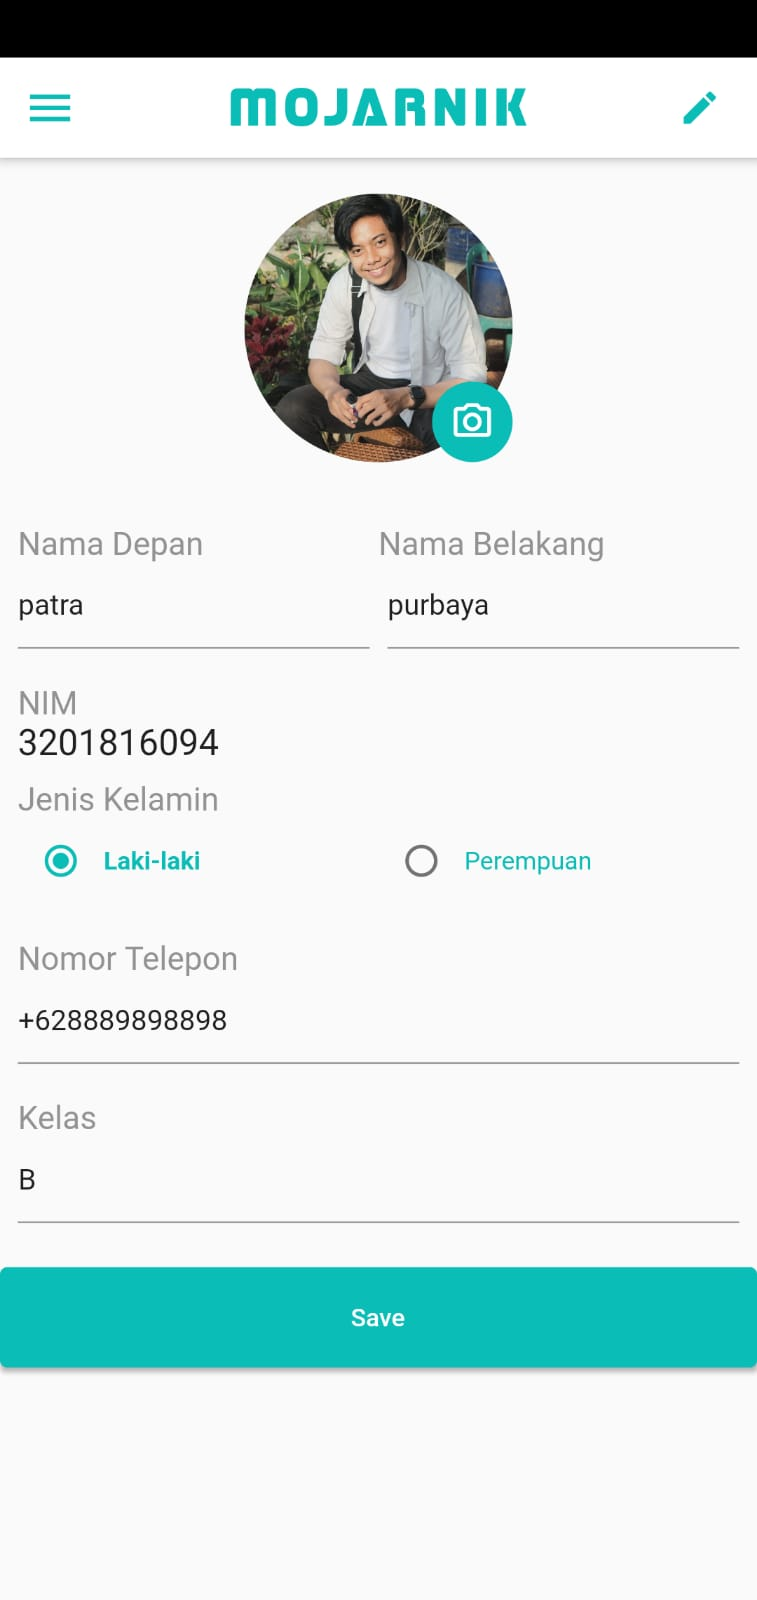 MOJARNIK
Nama Depan Nama Belakang
patra purbaya
NIM
3201816094
Jenis Kelamin
Laki-laki Perempuan
Nomor Telepon
+628889898898
Kelas
B
Save